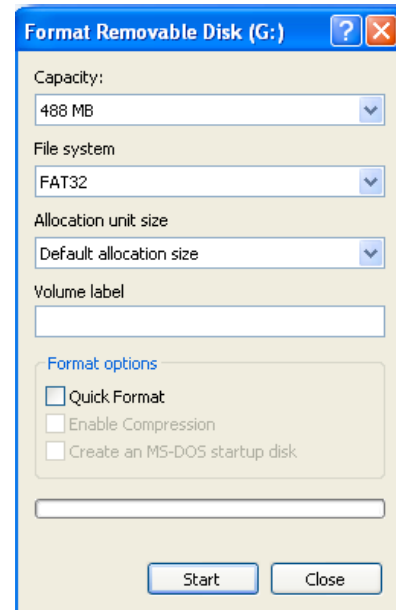 Format Removable Disk (G:)
Capacity:
488 MB
File system
FAT32
Allocation unit size
Default allocation size
Volume label
Format options
Quick Format
Enable Compression
Create an MS-DOS startup disk
Start Close